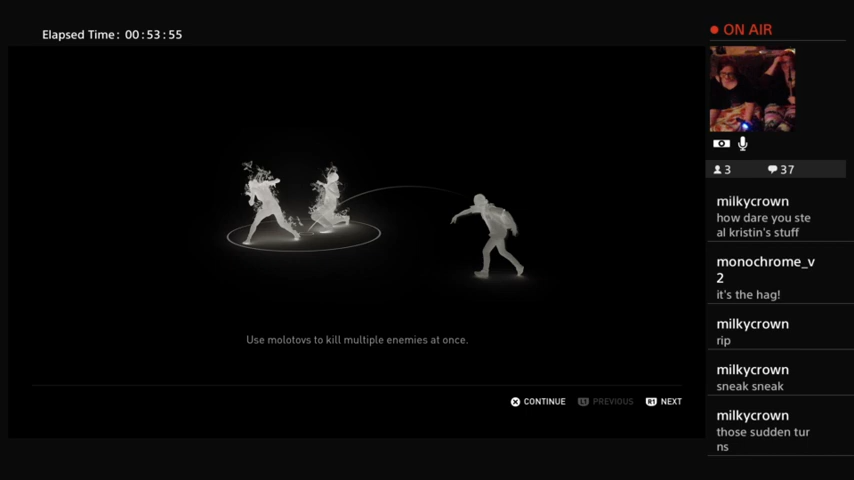 Elapsed Time: 00:53:55
ON AIR
3
37
milkycrown
how dare you ste
al kristin's stuff
monochrome_v
2
it's the hag!
milkycrown
rip
milkycrown
sneak sneak
milkycrown
those sudden tur
ns
Use molotovs to kill multiple enemies at once.
CONTINUE
L1 PREVIOUS
R1 NEXT